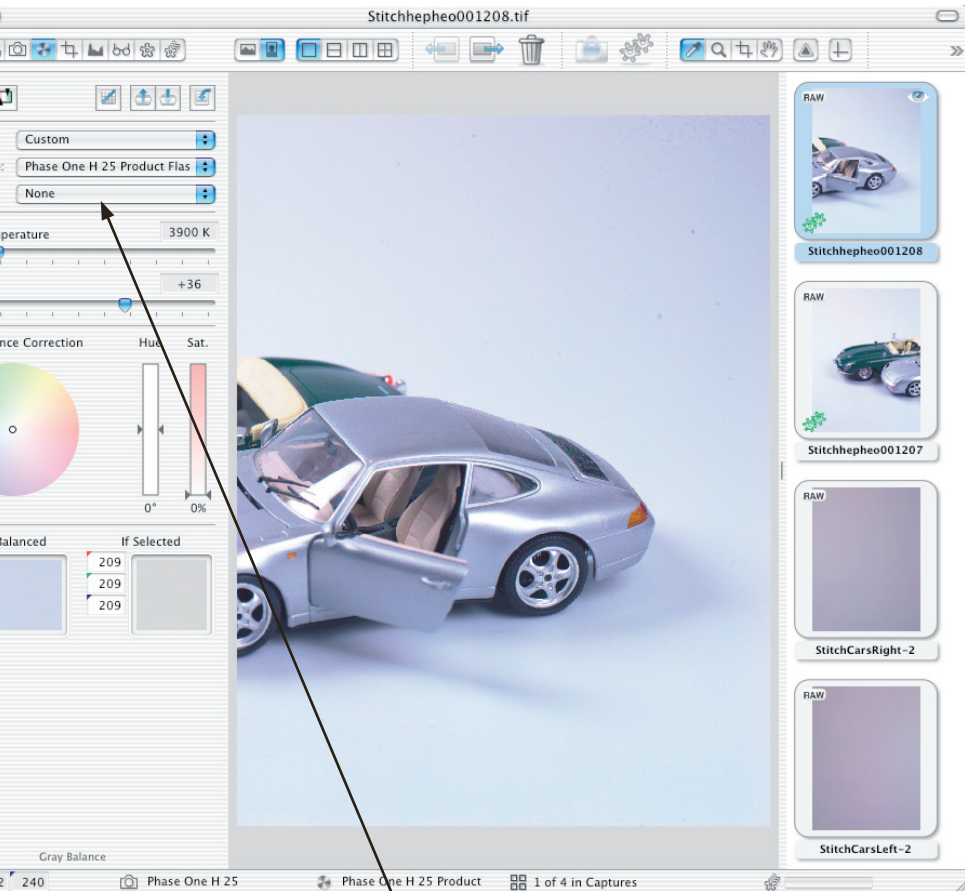 Stitchhepheo001208.tif
Custom
Phase One H 25 Product Flas
None
perature
3900 K
+36
nce Correction
Hue
Sat.
0°
0%
Balanced
If Selected
209
209
209
Gray Balance
RAW
Stitchhepheo001208
RAW
Stitchhepheo001207
RAW
StitchCarsRight-2
RAW
StitchCarsLeft-2
2
240
Phase One H 25
Phase One H 25 Product
1 of 4 in Captures